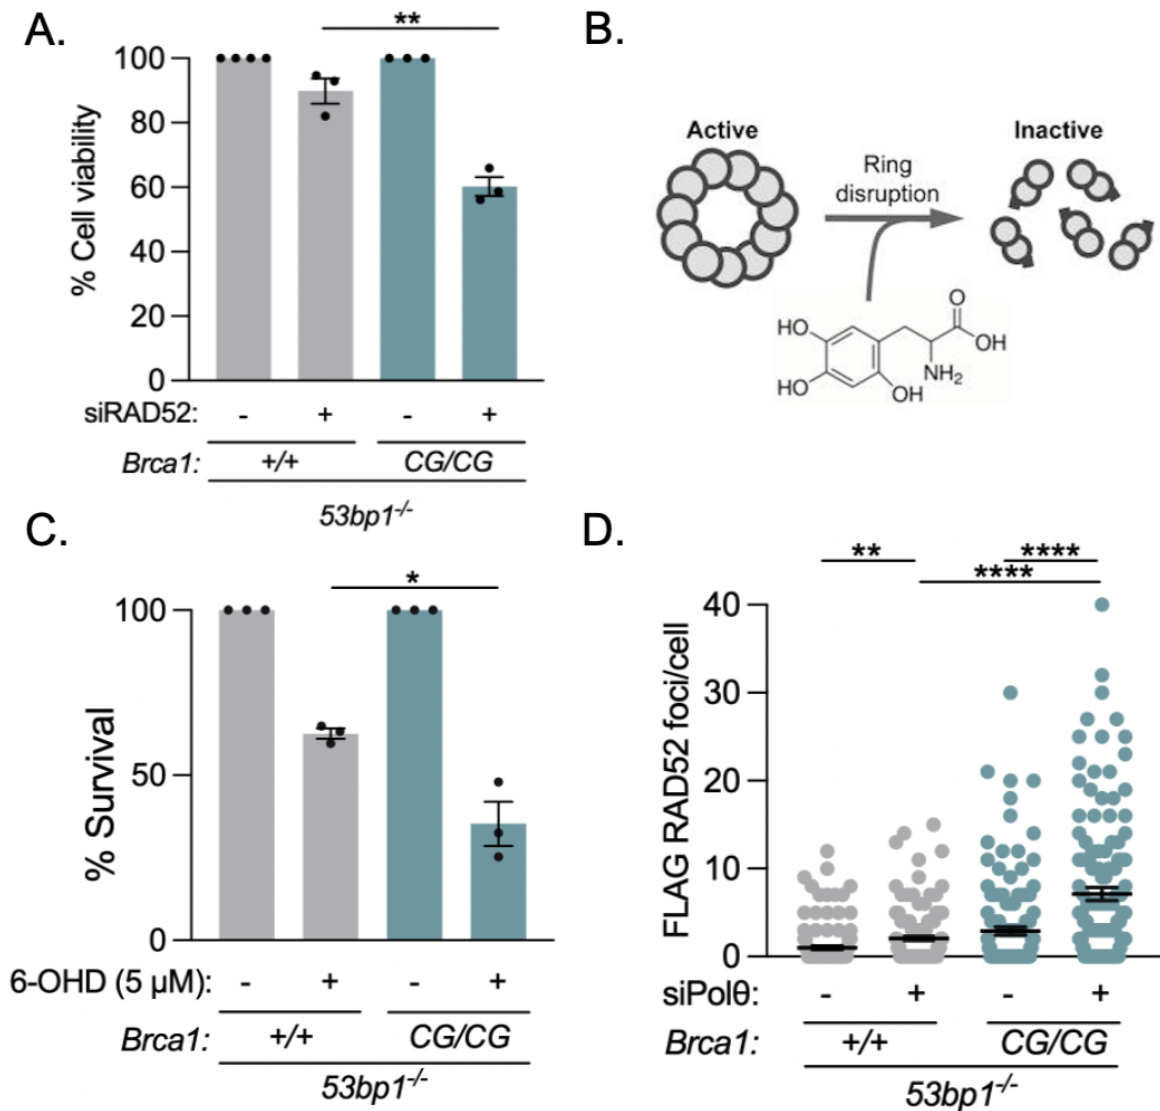 A.
**
% Cell viability
100
80
60
40
20
0
siRAD52: - + - +
Brca1: +/+ CG/CG
53bp1-/-
B.
Active
Inactive
Ring
disruption
HO
HO
OH
NH2
O
OH
C.
*
% Survival
100
50
0
6-OHD (5 µM): - + - +
Brca1: +/+ CG/CG
53bp1-/-
D.
** ****
****
FLAG RAD52 foci/cell
40
30
20
10
0
siPolθ: - + - +
Brca1: +/+ CG/CG
53bp1-/-